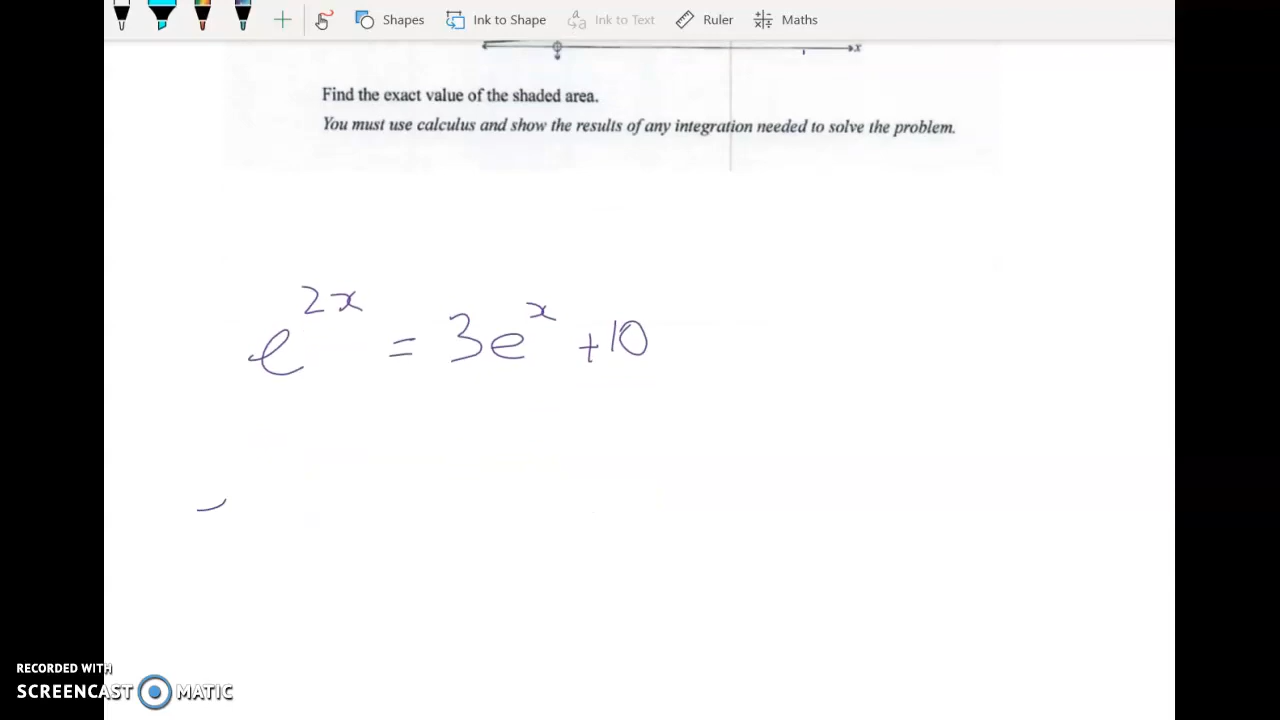 Shapes Ink to Shape Ink to Text Ruler Maths
x
Find the exact value of the shaded area.
You must use calculus and show the results of any integration needed to solve the problem.
e^{2x} = 3e^{x} + 10
RECORDED WITH
SCREENCAST MATIC